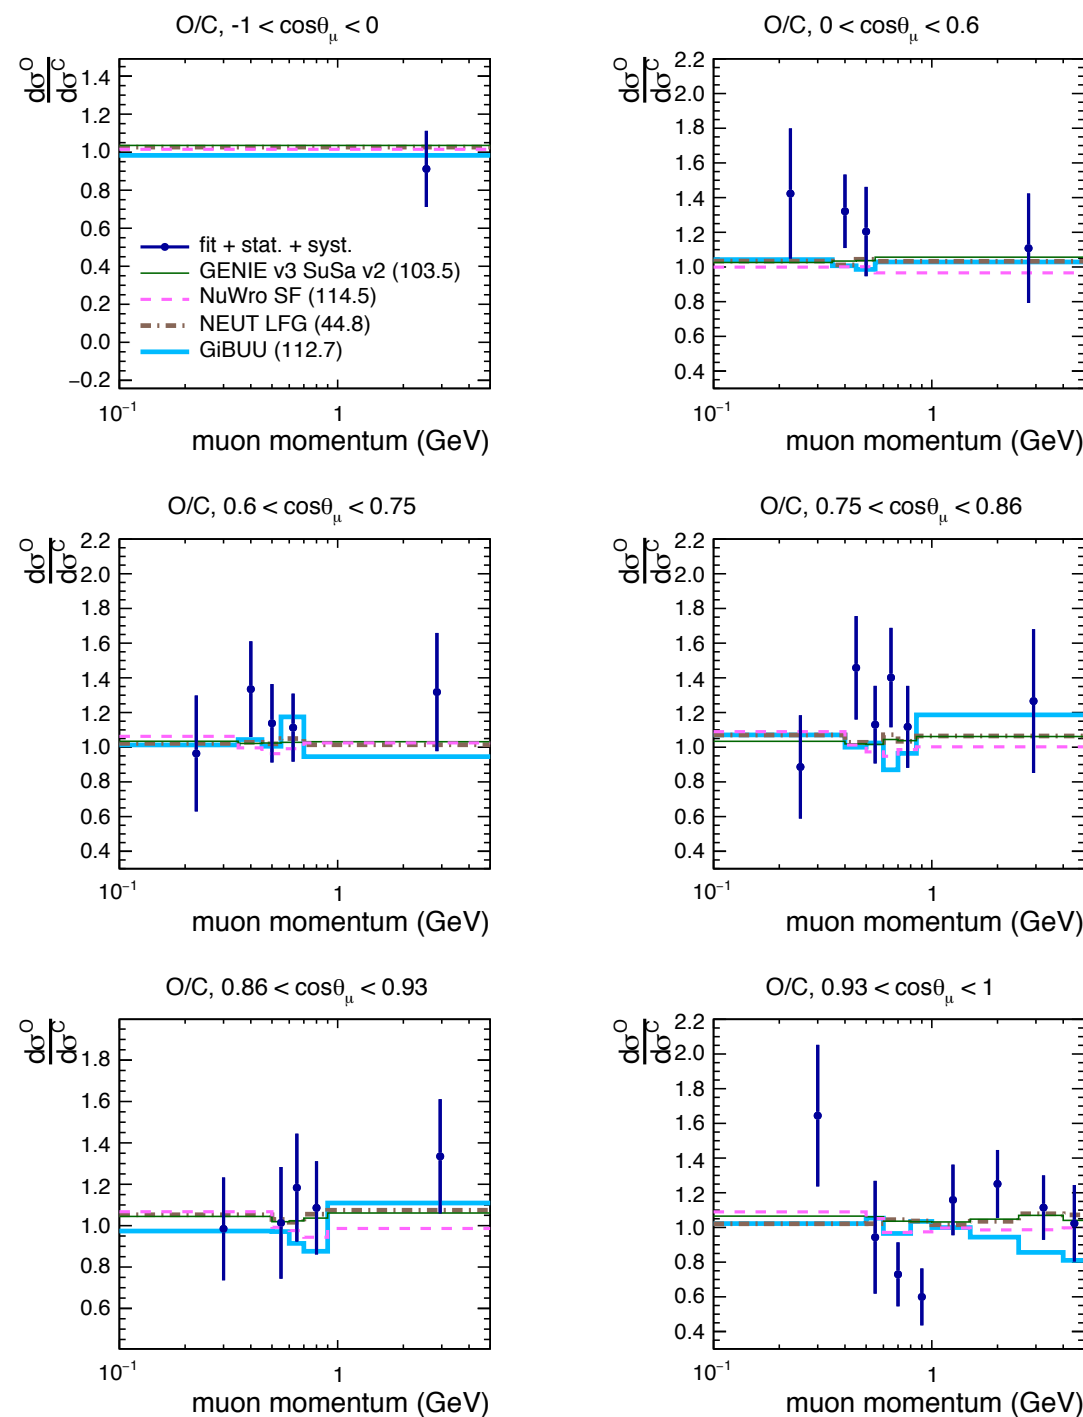 O/C, -1 < cosθμ < 0
dσO
dσC
1.4
1.2
1.0
0.8
0.6
0.4
0.2
0.0
−0.2
fit + stat. + syst.
GENIE v3 SuSa v2 (103.5)
NuWro SF (114.5)
NEUT LFG (44.8)
GiBUU (112.7)
10−1 1
muon momentum (GeV)
O/C, 0 < cosθμ < 0.6
dσO
dσC
2.2
2.0
1.8
1.6
1.4
1.2
1.0
0.8
0.6
0.4
10−1 1
muon momentum (GeV)
O/C, 0.6 < cosθμ < 0.75
dσO
dσC
2.2
2.0
1.8
1.6
1.4
1.2
1.0
0.8
0.6
0.4
10−1 1
muon momentum (GeV)
O/C, 0.75 < cosθμ < 0.86
dσO
dσC
2.2
2.0
1.8
1.6
1.4
1.2
1.0
0.8
0.6
0.4
10−1 1
muon momentum (GeV)
O/C, 0.86 < cosθμ < 0.93
dσO
dσC
1.8
1.6
1.4
1.2
1.0
0.8
0.6
10−1 1
muon momentum (GeV)
O/C, 0.93 < cosθμ < 1
dσO
dσC
2.2
2.0
1.8
1.6
1.4
1.2
1.0
0.8
0.6
0.4
10−1 1
muon momentum (GeV)